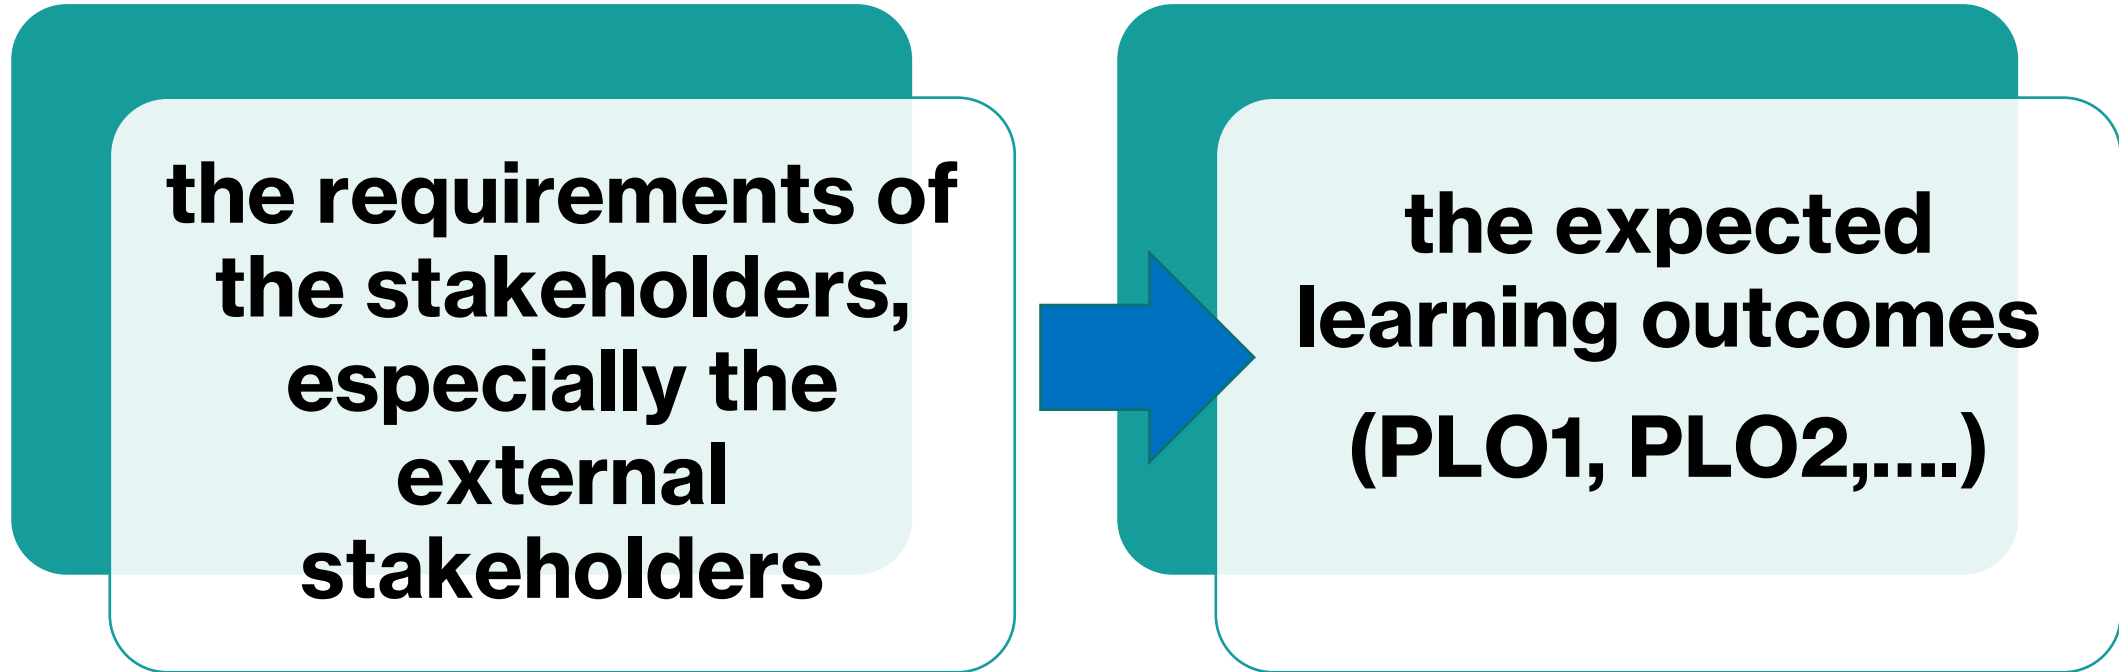 the requirements of
the stakeholders,
especially the
external
stakeholders
the expected
learning outcomes
(PLO1, PLO2,....)